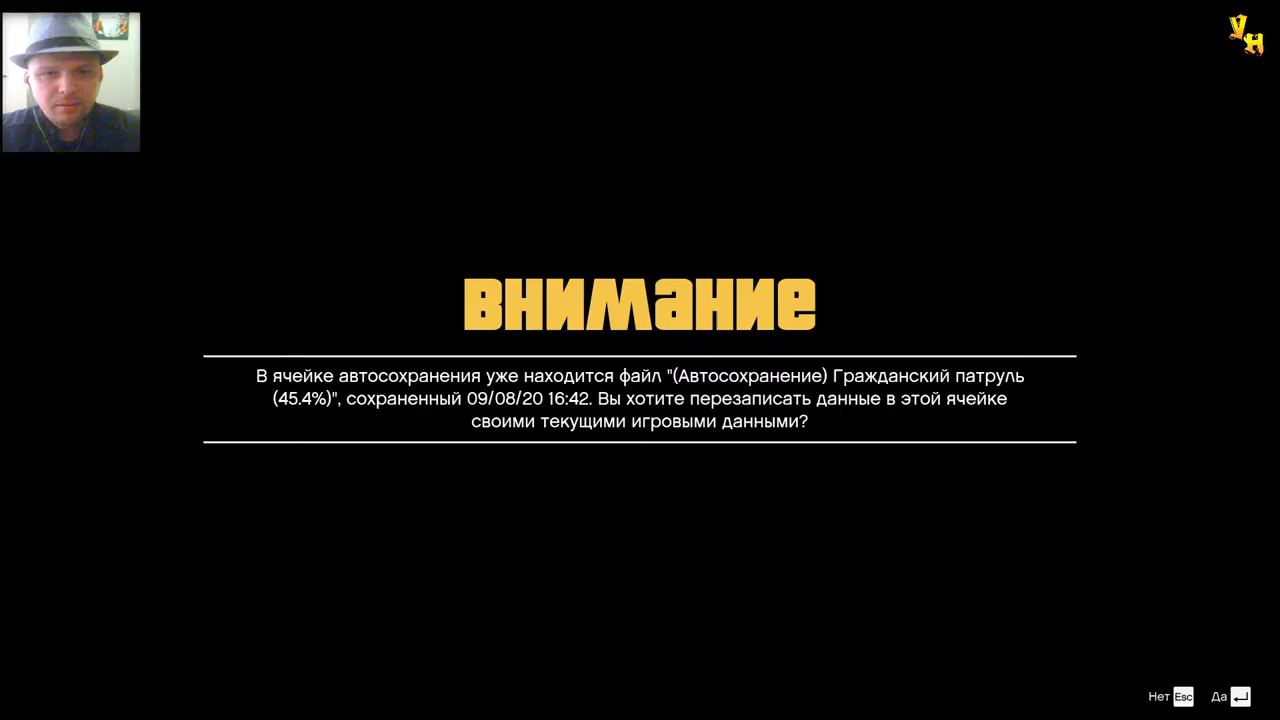 УН
ВНИМАНИЕ
В ячейке автосохранения уже находится файл "(Автосохранение) Гражданский патруль
(45.4%)", сохраненный 09/08/20 16:42. Вы хотите перезаписать данные в этой ячейке
своими текущими игровыми данными?
Нет Esc Да